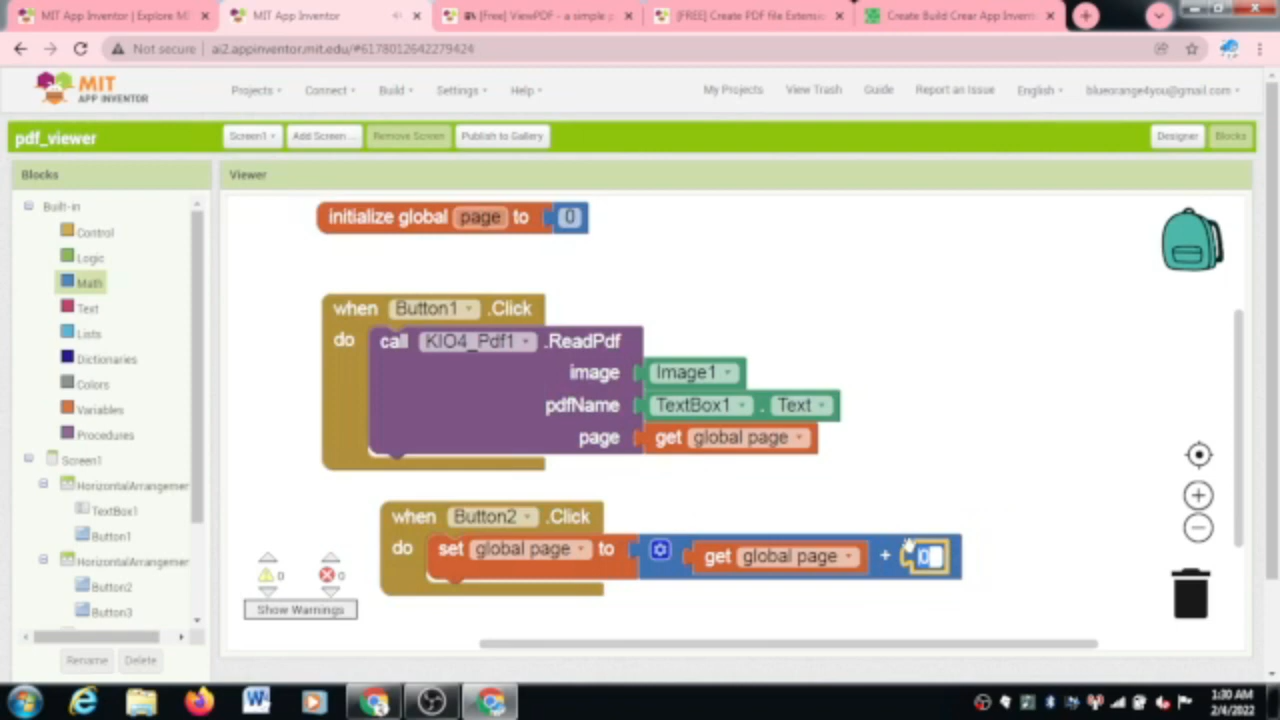 MIT App Inventor | Explore MI
MIT App Inventor
[Free] ViewPDF - a simple p
[FREE] Create PDF file Extensio
Create Build Crear App Invent
Not secure | ai2.appinventor.mit.edu/#6178012642279424
MIT
APP INVENTOR
Projects
Connect
Build
Settings
Help
My Projects
View Trash
Guide
Report an Issue
English
blueorange4you@gmail.com
pdf_viewer
Screen1
Add Screen ...
Remove Screen
Publish to Gallery
Designer
Blocks
Blocks
Viewer
Built-in
Control
Logic
Math
Text
Lists
Dictionaries
Colors
Variables
Procedures
Screen1
HorizontalArrangemer
TextBox1
Button1
HorizontalArrangemer
Button2
Button3
Rename
Delete
initialize global page to 0
when Button1 .Click
do call KIO4_Pdf1 .ReadPdf
image Image1
pdfName TextBox1 . Text
page get global page
when Button2 .Click
do set global page to get global page + 0
0
0
Show Warnings
1:30 AM
2/4/2022